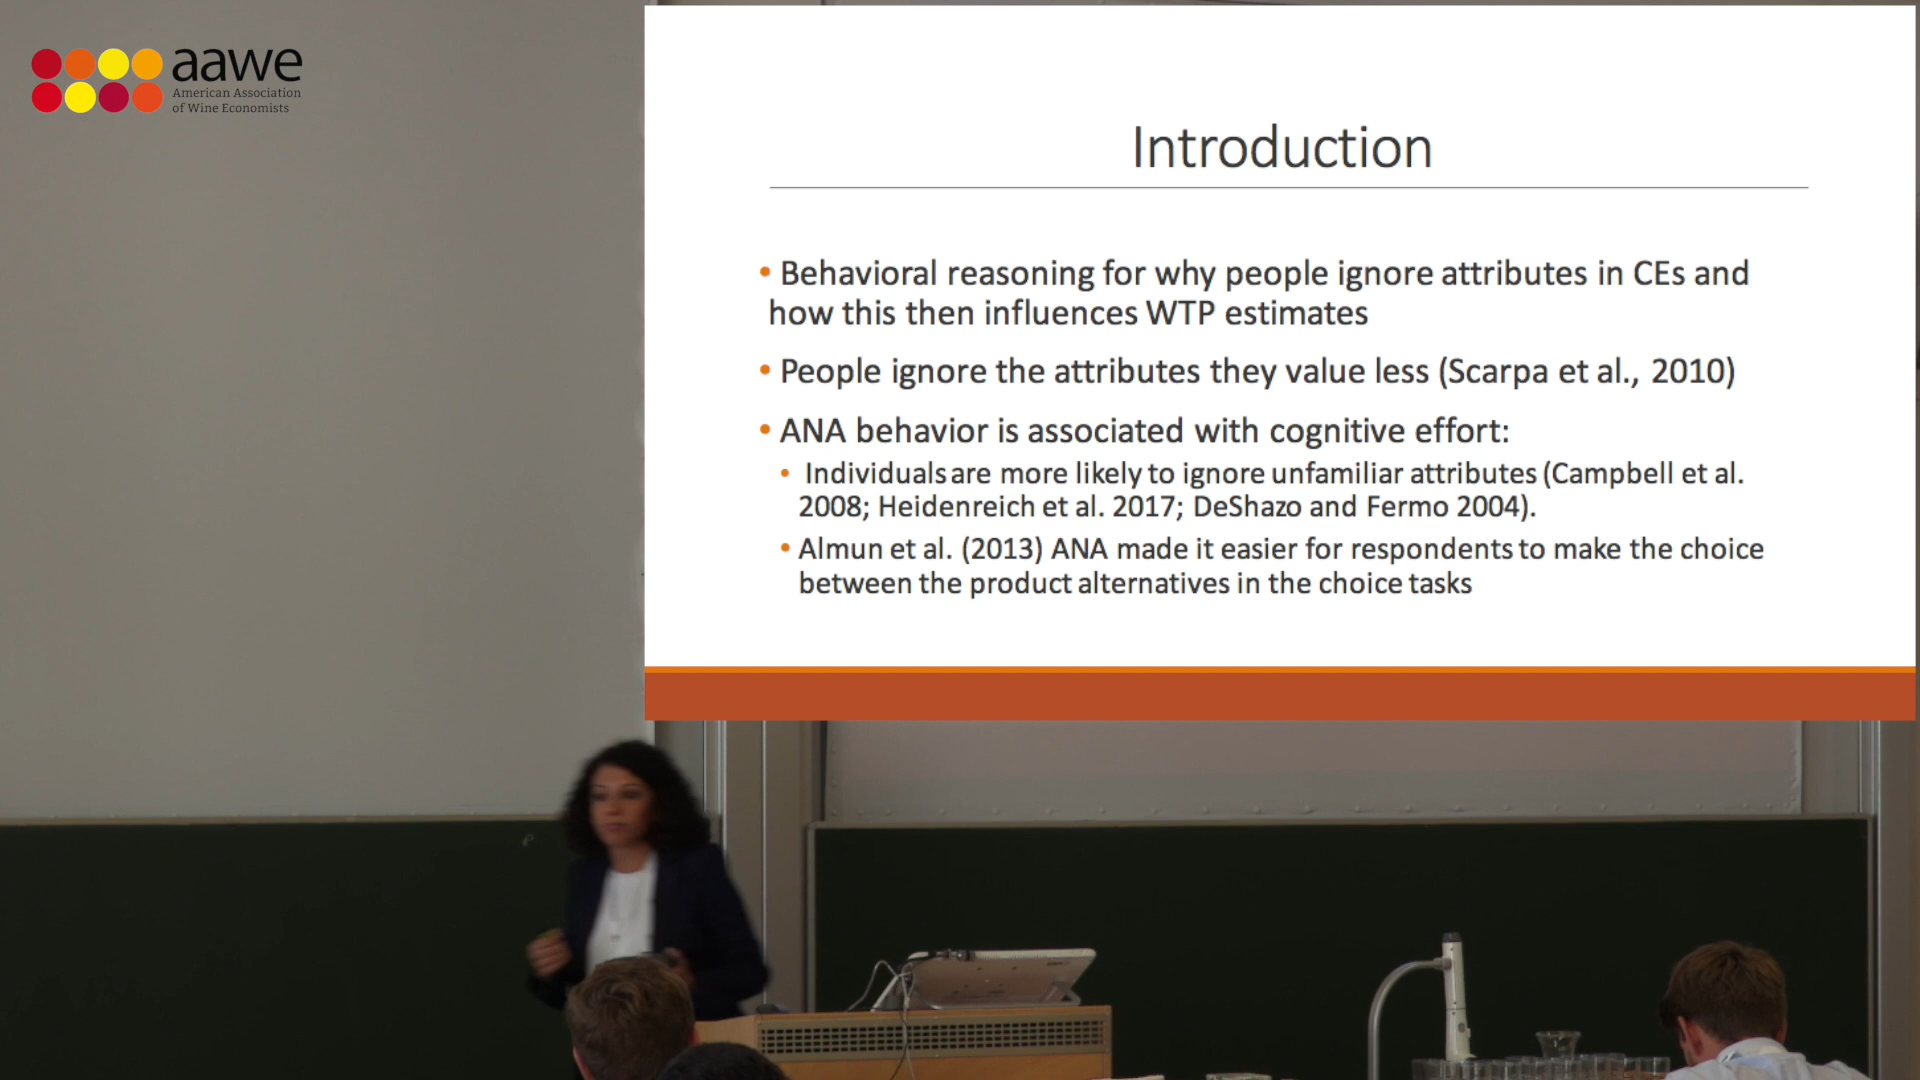 aawe
American Association
of Wine Economists
Introduction
• Behavioral reasoning for why people ignore attributes in CEs and
how this then influences WTP estimates
• People ignore the attributes they value less (Scarpa et al., 2010)
• ANA behavior is associated with cognitive effort:
• Individuals are more likely to ignore unfamiliar attributes (Campbell et al.
2008; Heidenreich et al. 2017; DeShazo and Fermo 2004).
• Almun et al. (2013) ANA made it easier for respondents to make the choice
between the product alternatives in the choice tasks